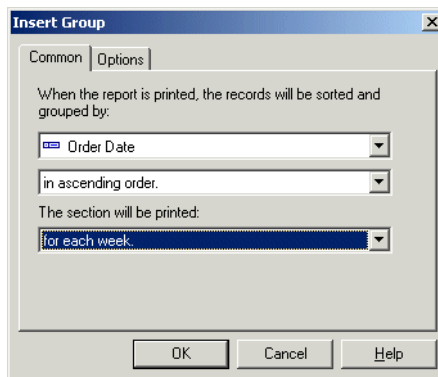 Insert Group
Common
Options
When the report is printed, the records will be sorted and
grouped by:
Order Date
in ascending order.
The section will be printed:
for each week.
OK
Cancel
Help